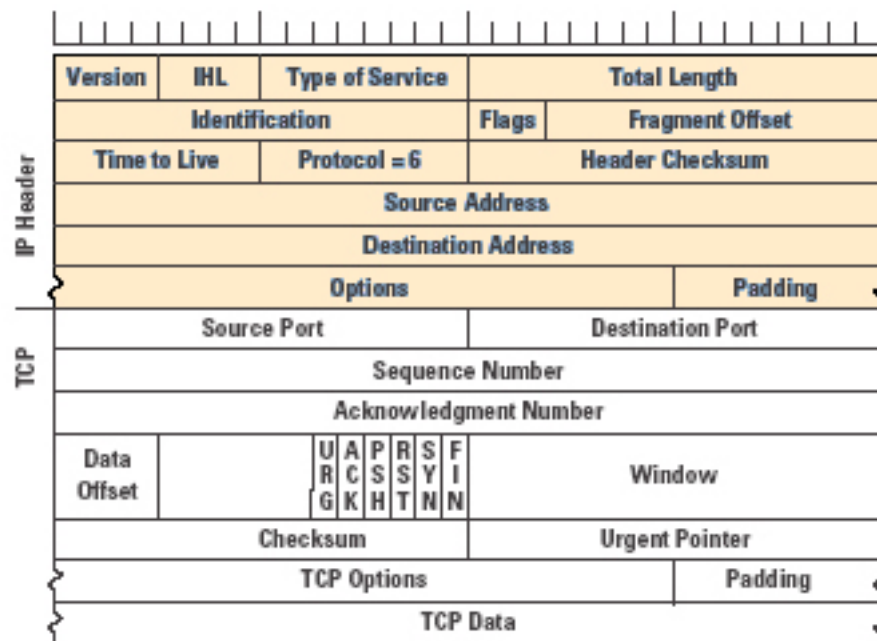 Version IHL Type of Service Total Length
Identification Flags Fragment Offset
Time to Live Protocol = 6 Header Checksum
Source Address
Destination Address
Options Padding
IP Header
Source Port Destination Port
Sequence Number
Acknowledgment Number
Data Offset URG ACK PSH RST SYN FIN Window
Checksum Urgent Pointer
TCP Options Padding
TCP Data
TCP